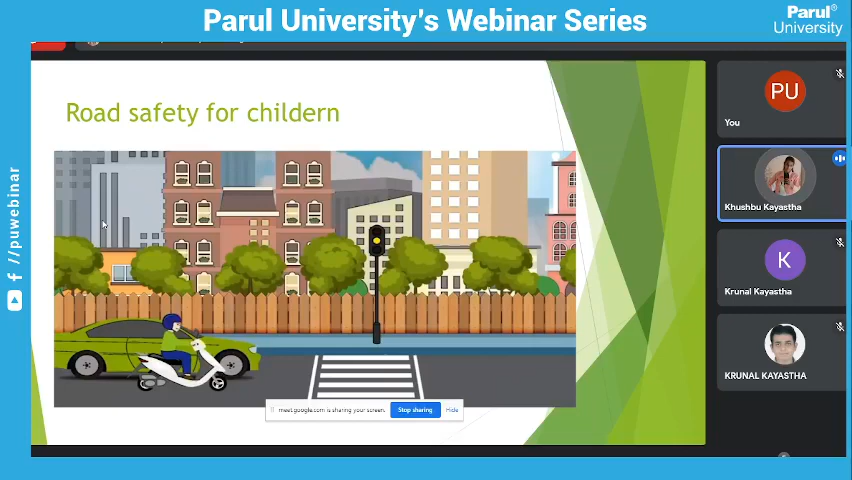 Parul University's Webinar Series
Parul®
University
Road safety for childern
//puwebinar
PU
You
Khushbu Kayastha
K
Krunal Kayastha
KRUNAL KAYASTHA
meet.google.com is sharing your screen.
Stop sharing
Hide